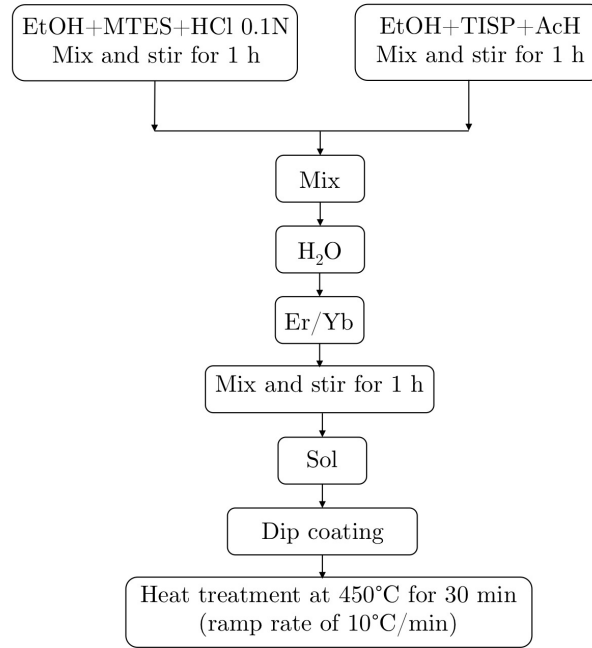 EtOH+MTES+HCl 0.1N
Mix and stir for 1 h
EtOH+TISP+AcH
Mix and stir for 1 h
Mix
H₂O
Er/Yb
Mix and stir for 1 h
Sol
Dip coating
Heat treatment at 450°C for 30 min
(ramp rate of 10°C/min)